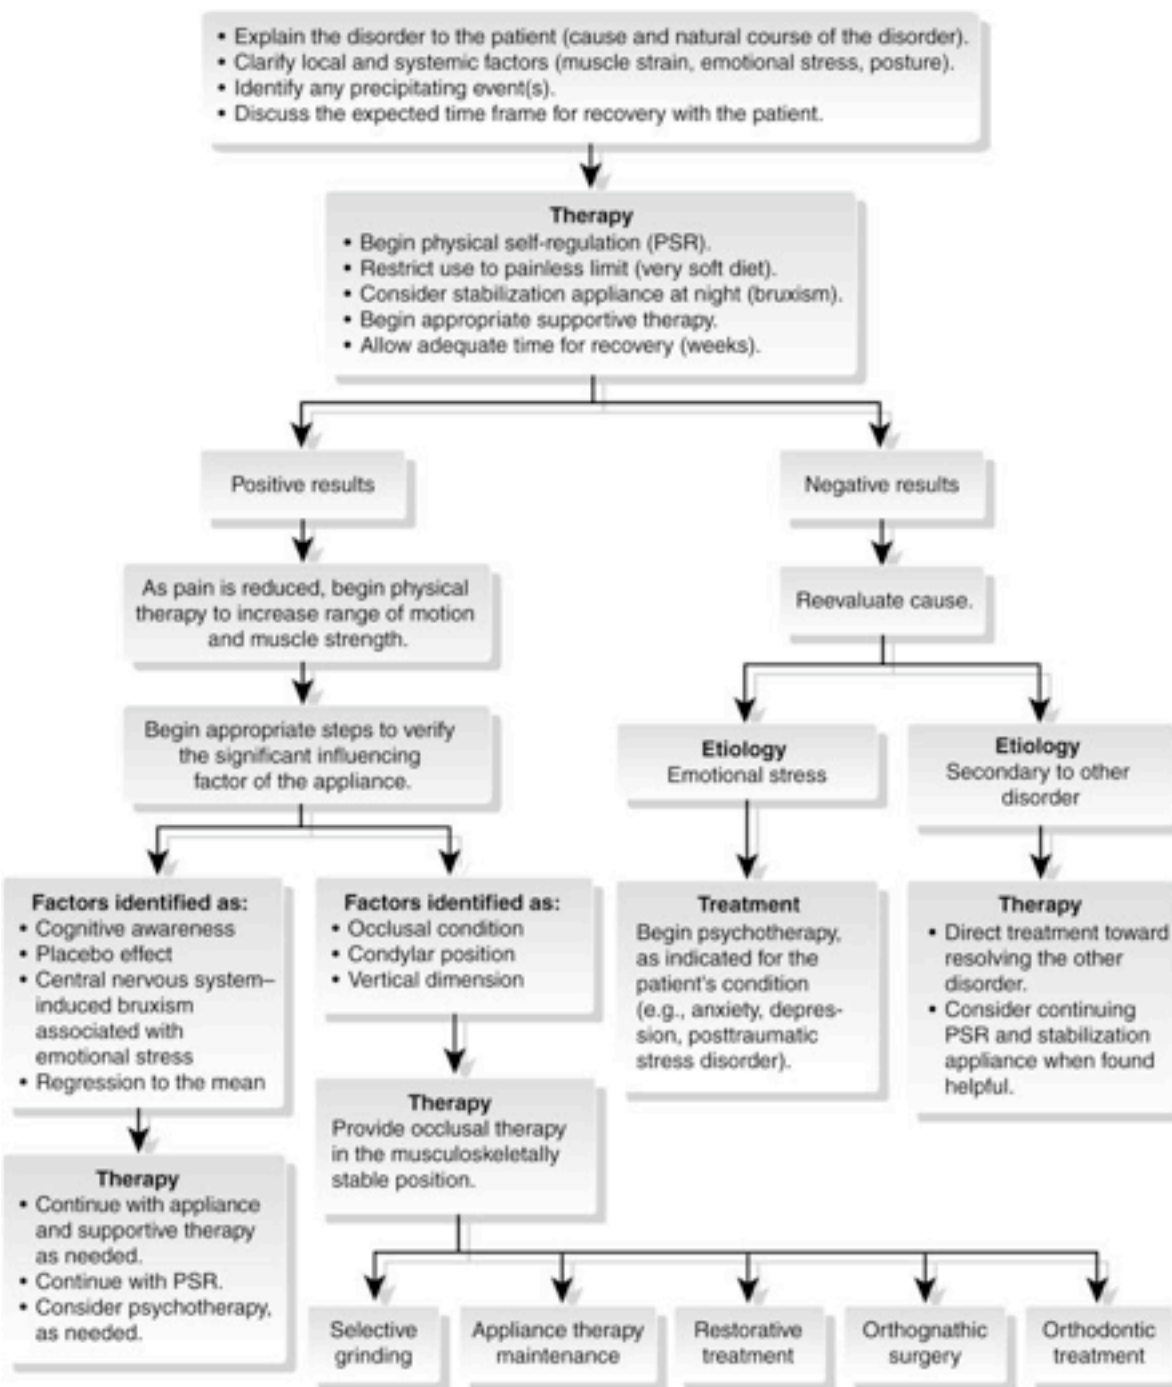 • Explain the disorder to the patient (cause and natural course of the disorder).
• Clarify local and systemic factors (muscle strain, emotional stress, posture).
• Identify any precipitating event(s).
• Discuss the expected time frame for recovery with the patient.
Therapy
• Begin physical self-regulation (PSR).
• Restrict use to painless limit (very soft diet).
• Consider stabilization appliance at night (bruxism).
• Begin appropriate supportive therapy.
• Allow adequate time for recovery (weeks).
Positive results
Negative results
As pain is reduced, begin physical
therapy to increase range of motion
and muscle strength.
Reevaluate cause.
Begin appropriate steps to verify
the significant influencing
factor of the appliance.
Etiology
Emotional stress
Etiology
Secondary to other
disorder
Factors identified as:
• Cognitive awareness
• Placebo effect
• Central nervous system–
induced bruxism
associated with
emotional stress
• Regression to the mean
Factors identified as:
• Occlusal condition
• Condylar position
• Vertical dimension
Treatment
Begin psychotherapy,
as indicated for the
patient's condition
(e.g., anxiety, depres-
sion, posttraumatic
stress disorder).
Therapy
• Direct treatment toward
resolving the other
disorder.
• Consider continuing
PSR and stabilization
appliance when found
helpful.
Therapy
Provide occlusal therapy
in the musculoskeletally
stable position.
Therapy
• Continue with appliance
and supportive therapy
as needed.
• Continue with PSR.
• Consider psychotherapy,
as needed.
Selective
grinding
Appliance therapy
maintenance
Restorative
treatment
Orthognathic
surgery
Orthodontic
treatment